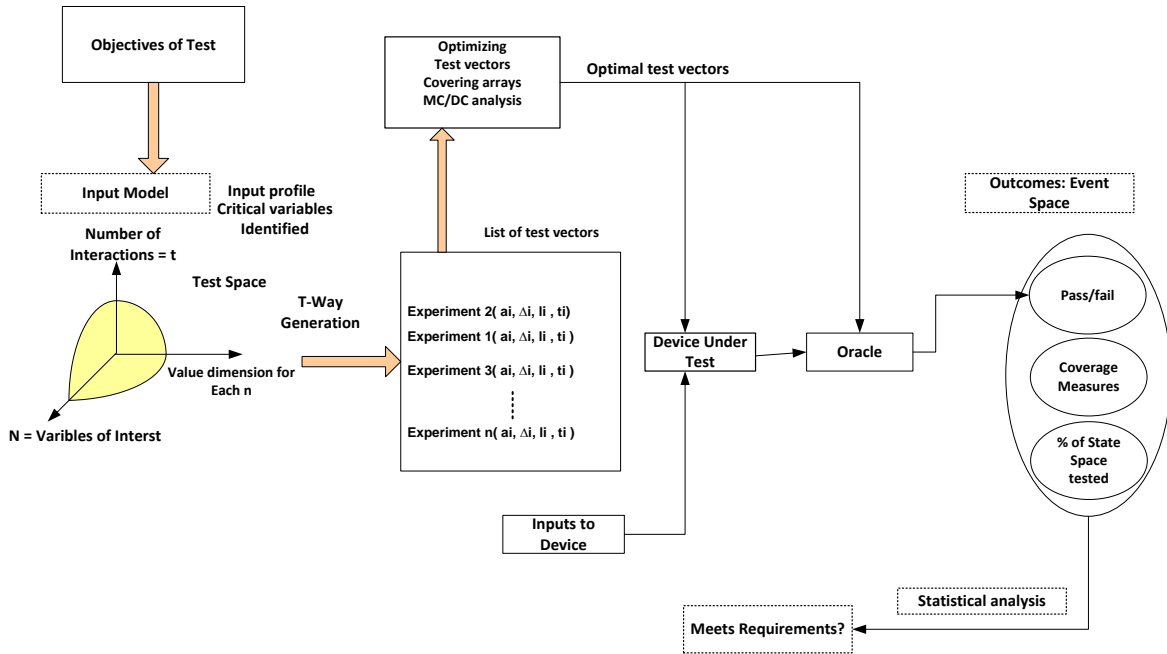 Objectives of Test
Input Model
Input profile
Critical variables
Identified
Number of
Interactions = t
Test Space
Value dimension for
Each n
N = Varibles of Interst
T-Way
Generation
Optimizing
Test vectors
Covering arrays
MC/DC analysis
Optimal test vectors
List of test vectors
Experiment 2( ai, Δi, li , ti)
Experiment 1( ai, Δi, li , ti )
Experiment 3( ai, Δi, li , ti )
Experiment n( ai, Δi, li , ti )
Device Under
Test
Oracle
Inputs to
Device
Outcomes: Event
Space
Pass/fail
Coverage
Measures
% of State
Space
tested
Statistical analysis
Meets Requirements?